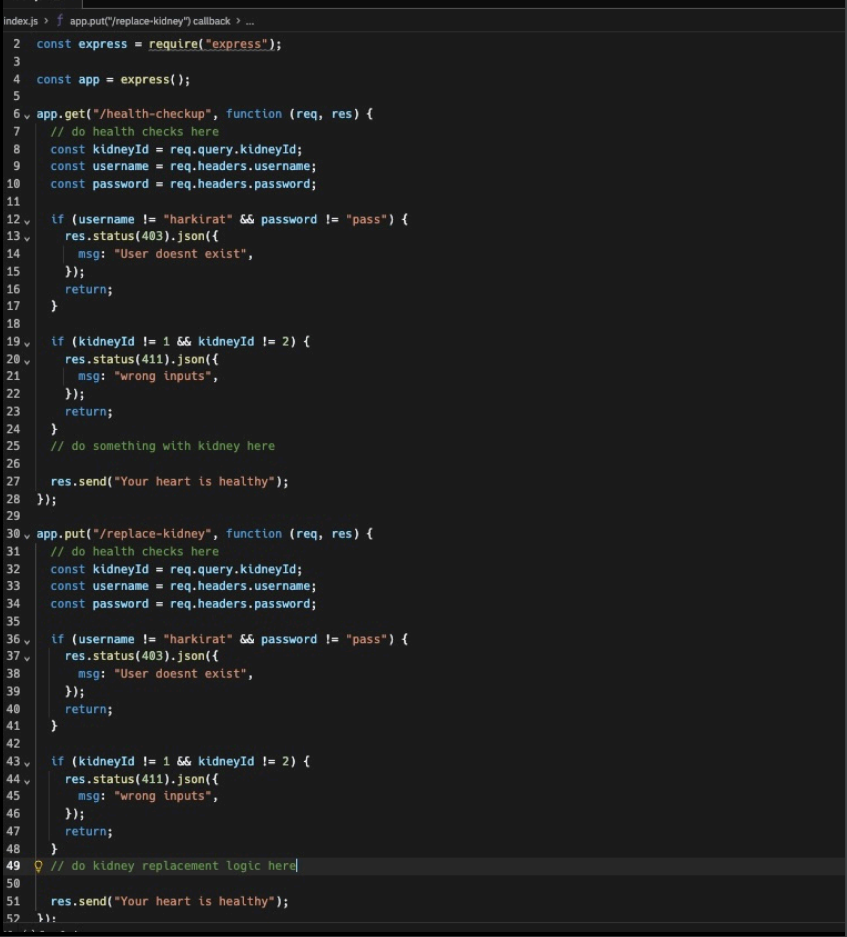 index.js > app.put("/replace-kidney") callback > ...
2 const express = require("express");
3
4 const app = express();
5
6 app.get("/health-checkup", function (req, res) {
7 // do health checks here
8 const kidneyId = req.query.kidneyId;
9 const username = req.headers.username;
10 const password = req.headers.password;
11
12 if (username != "harkirat" && password != "pass") {
13 res.status(403).json({
14 msg: "User doesnt exist",
15 });
16 return;
17 }
18
19 if (kidneyId != 1 && kidneyId != 2) {
20 res.status(411).json({
21 msg: "wrong inputs",
22 });
23 return;
24 }
25 // do something with kidney here
26
27 res.send("Your heart is healthy");
28 });
29
30 app.put("/replace-kidney", function (req, res) {
31 // do health checks here
32 const kidneyId = req.query.kidneyId;
33 const username = req.headers.username;
34 const password = req.headers.password;
35
36 if (username != "harkirat" && password != "pass") {
37 res.status(403).json({
38 msg: "User doesnt exist",
39 });
40 return;
41 }
42
43 if (kidneyId != 1 && kidneyId != 2) {
44 res.status(411).json({
45 msg: "wrong inputs",
46 });
47 return;
48 }
49 // do kidney replacement logic here
50
51 res.send("Your heart is healthy");
52 });